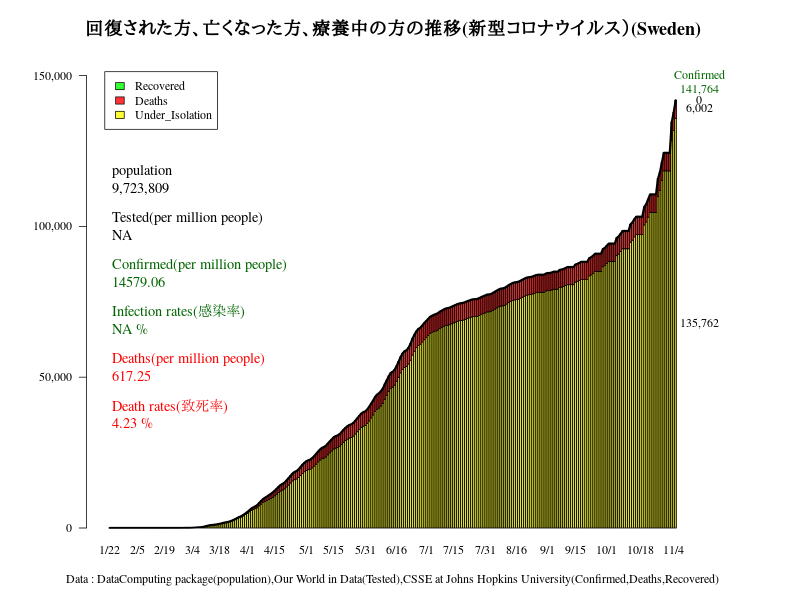 回復された方、亡くなった方、療養中の方の推移(新型コロナウイルス）(Sweden)
150,000
100,000
50,000
0
Recovered
Deaths
Under_Isolation
population
9,723,809
Tested(per million people)
NA
Confirmed(per million people)
14579.06
Infection rates(感染率)
NA %
Deaths(per million people)
617.25
Death rates(致死率)
4.23 %
Confirmed
141,764
0
6,002
135,762
1/22 2/5 2/19 3/4 3/18 4/1 4/15 5/1 5/15 5/31 6/16 7/1 7/15 7/31 8/16 9/1 9/15 10/1 10/18 11/4
Data : DataComputing package(population),Our World in Data(Tested),CSSE at Johns Hopkins University(Confirmed,Deaths,Recovered)